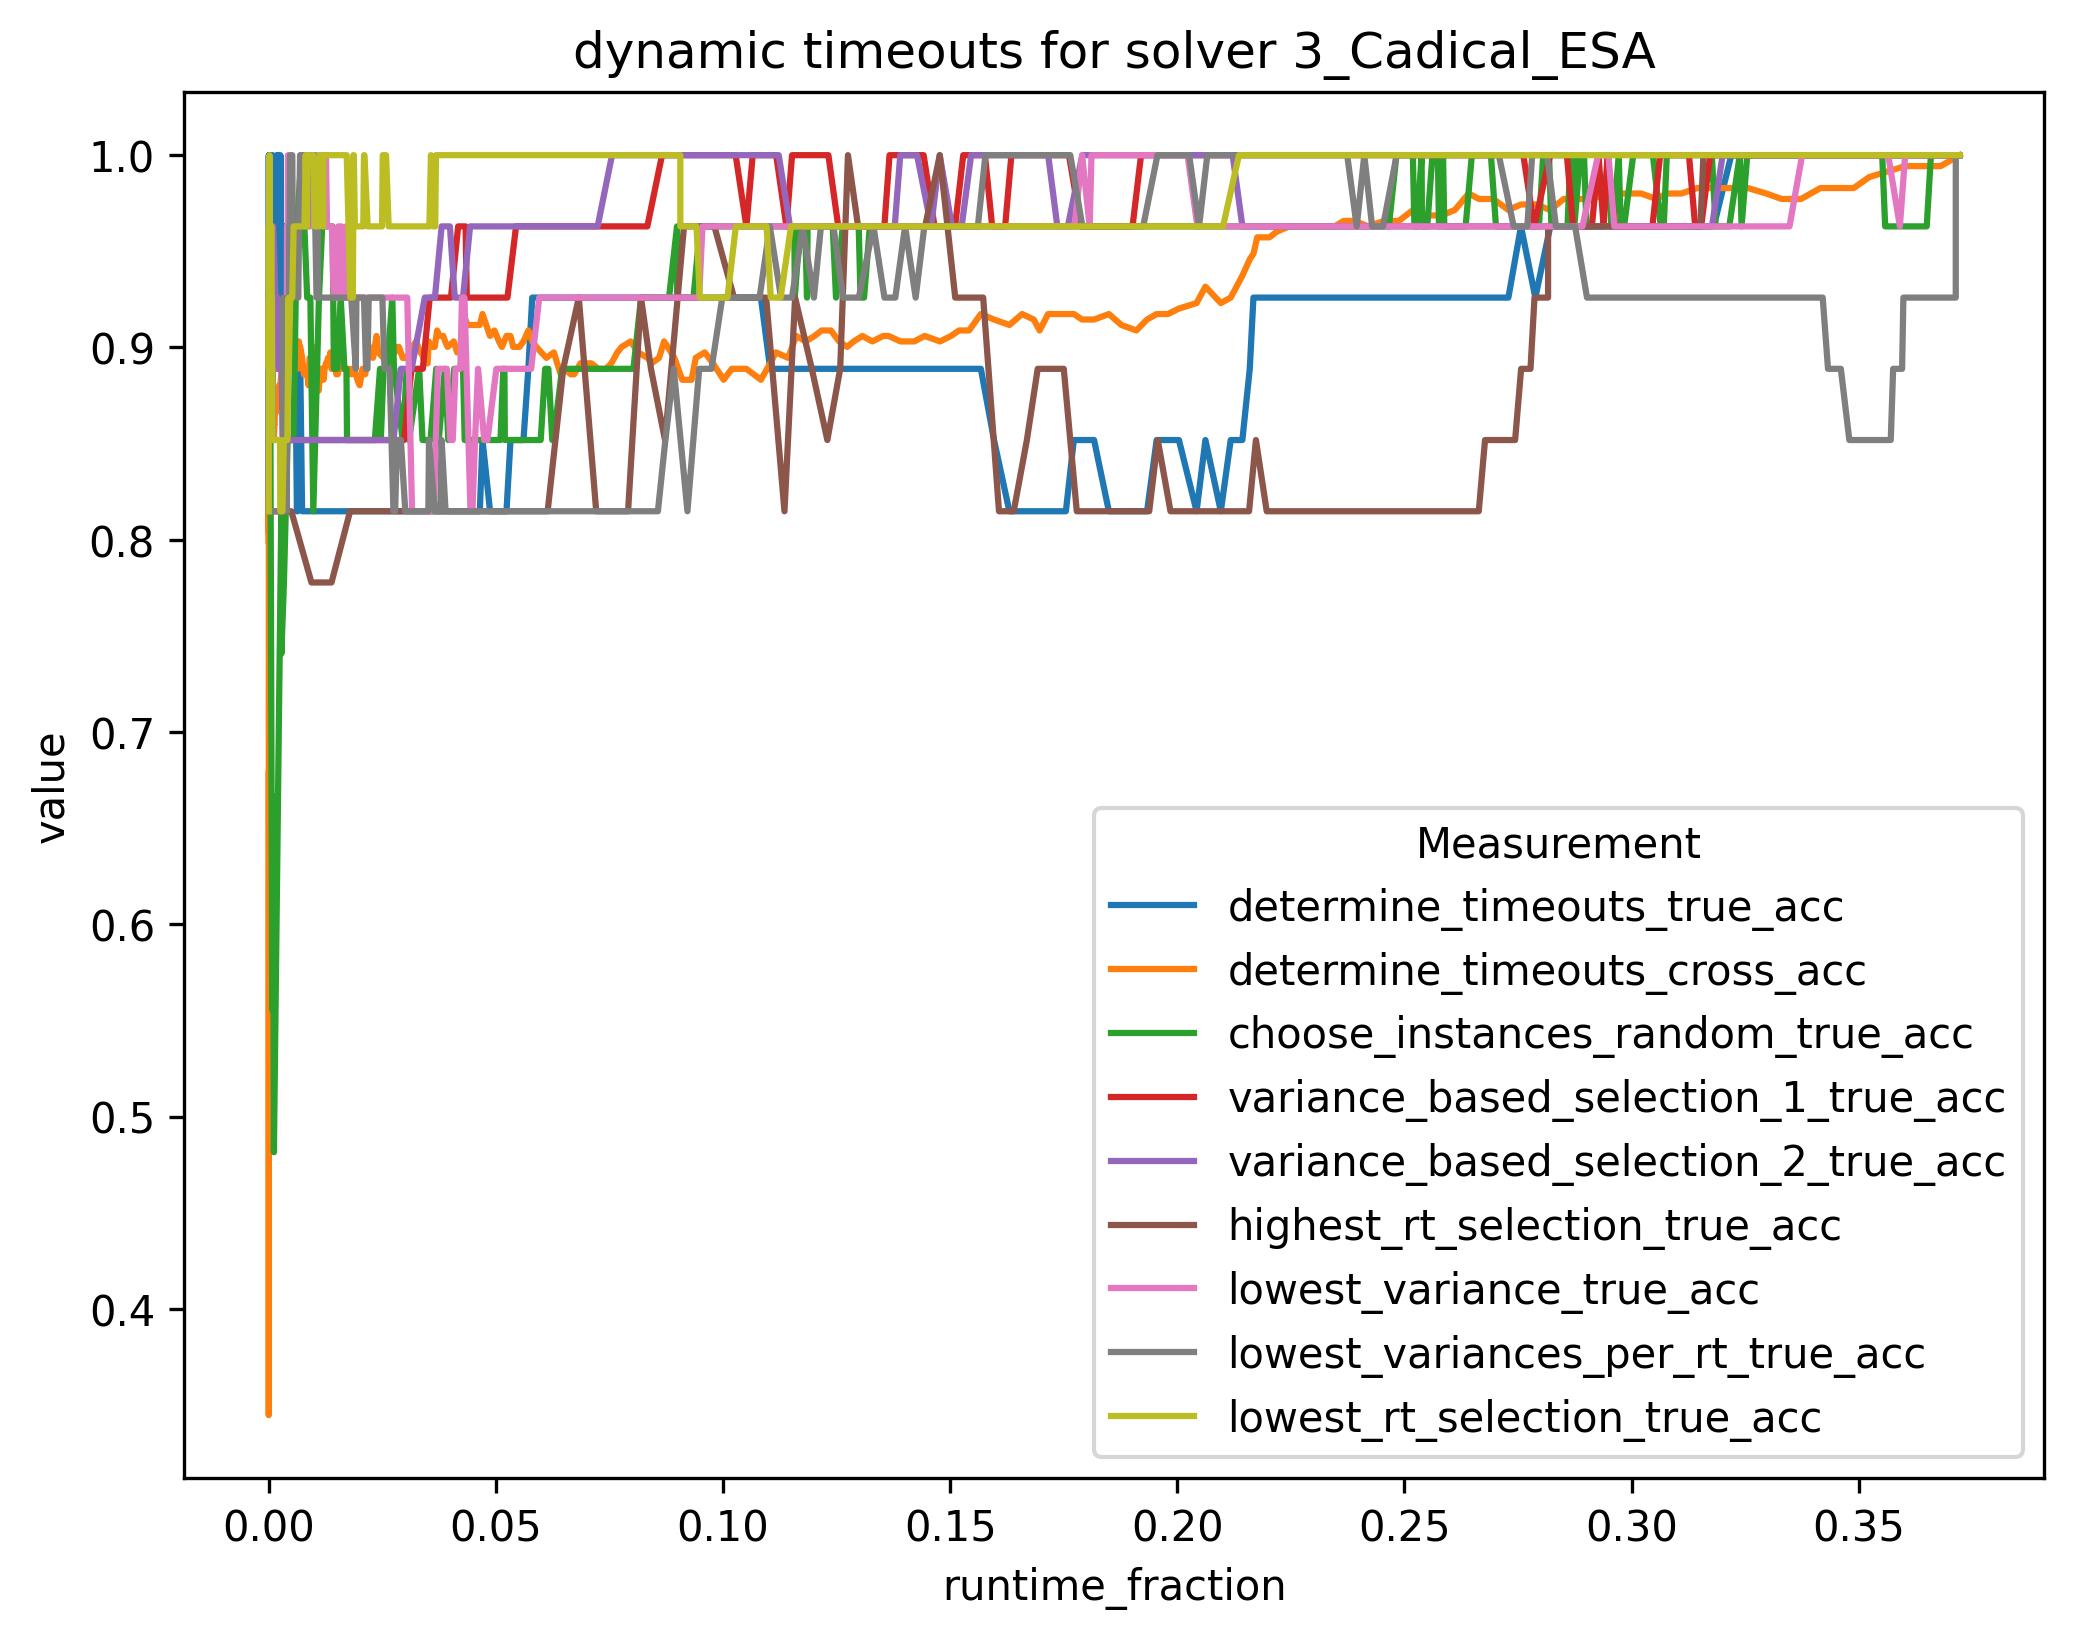 dynamic timeouts for solver 3_Cadical_ESA
1.0
0.9
0.8
0.7
0.6
0.5
0.4
value
Measurement
determine_timeouts_true_acc
determine_timeouts_cross_acc
choose_instances_random_true_acc
variance_based_selection_1_true_acc
variance_based_selection_2_true_acc
highest_rt_selection_true_acc
lowest_variance_true_acc
lowest_variances_per_rt_true_acc
lowest_rt_selection_true_acc
0.00 0.05 0.10 0.15 0.20 0.25 0.30 0.35
runtime_fraction